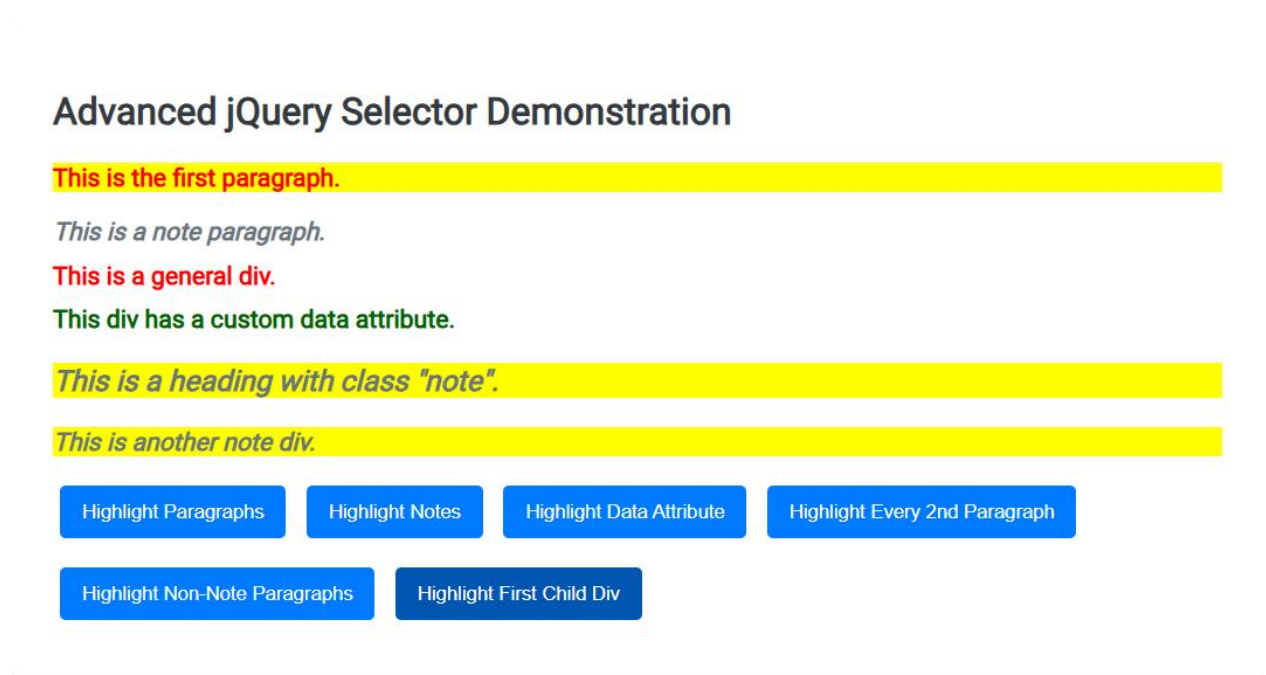 Advanced jQuery Selector Demonstration
This is the first paragraph.
This is a note paragraph.
This is a general div.
This div has a custom data attribute.
This is a heading with class "note".
This is another note div.
Highlight Paragraphs Highlight Notes Highlight Data Attribute Highlight Every 2nd Paragraph
Highlight Non-Note Paragraphs Highlight First Child Div